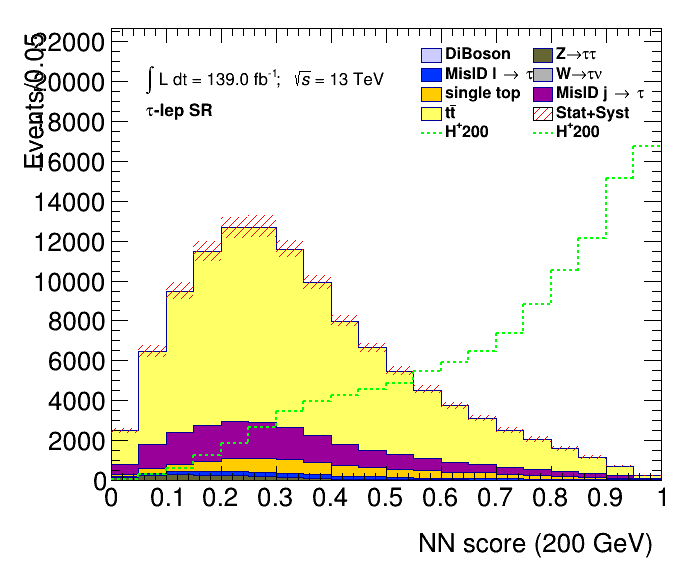 Events/0.05
22000
20000
18000
16000
14000
12000
10000
8000
6000
4000
2000
0
∫ L dt = 139.0 fb⁻¹; √s = 13 TeV
τ-lep SR
DiBoson
Z→ττ
MisID l → τ
W→τν
single top
MisID j → τ
tt̄
Stat+Syst
H⁺200
H⁺200
0 0.1 0.2 0.3 0.4 0.5 0.6 0.7 0.8 0.9 1
NN score (200 GeV)